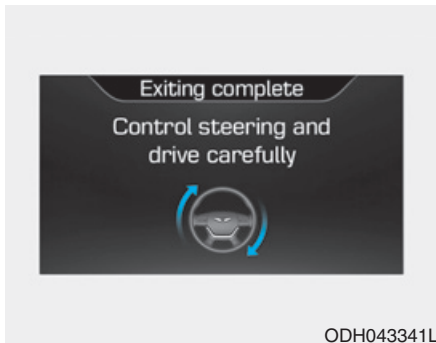 Exiting complete
Control steering and
drive carefully
ODH043341L